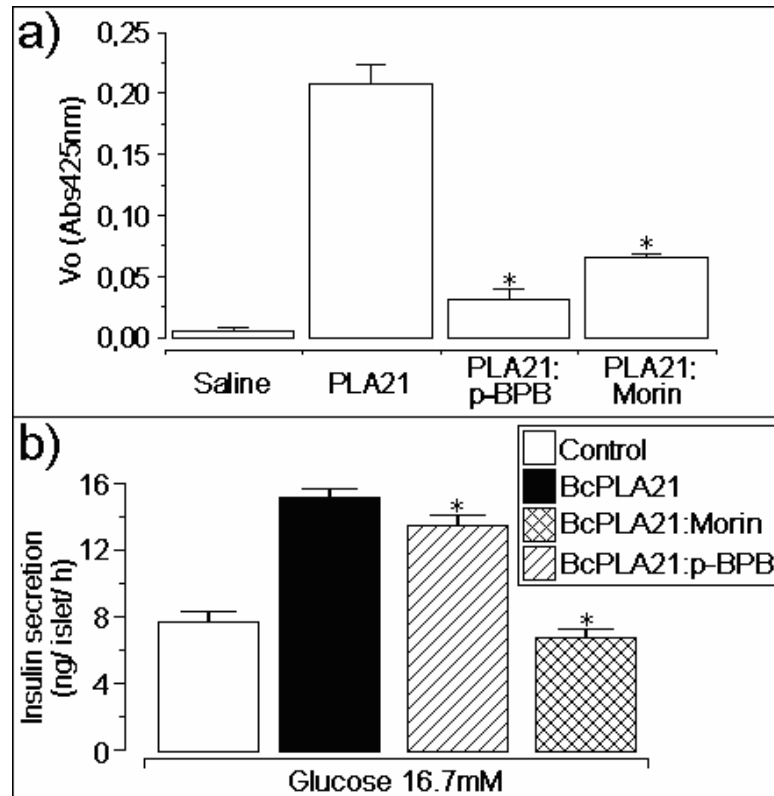 a)
Vo (Abs425nm)
0,25
0,20
0,15
0,10
0,05
0,00
*
*
Saline
PLA21
PLA21:
p-BPB
PLA21:
Morin
b)
Insulin secretion
(ng/ islet/ h)
16
12
8
4
0
*
*
Control
BcPLA21
BcPLA21:Morin
BcPLA21:p-BPB
Glucose 16.7mM